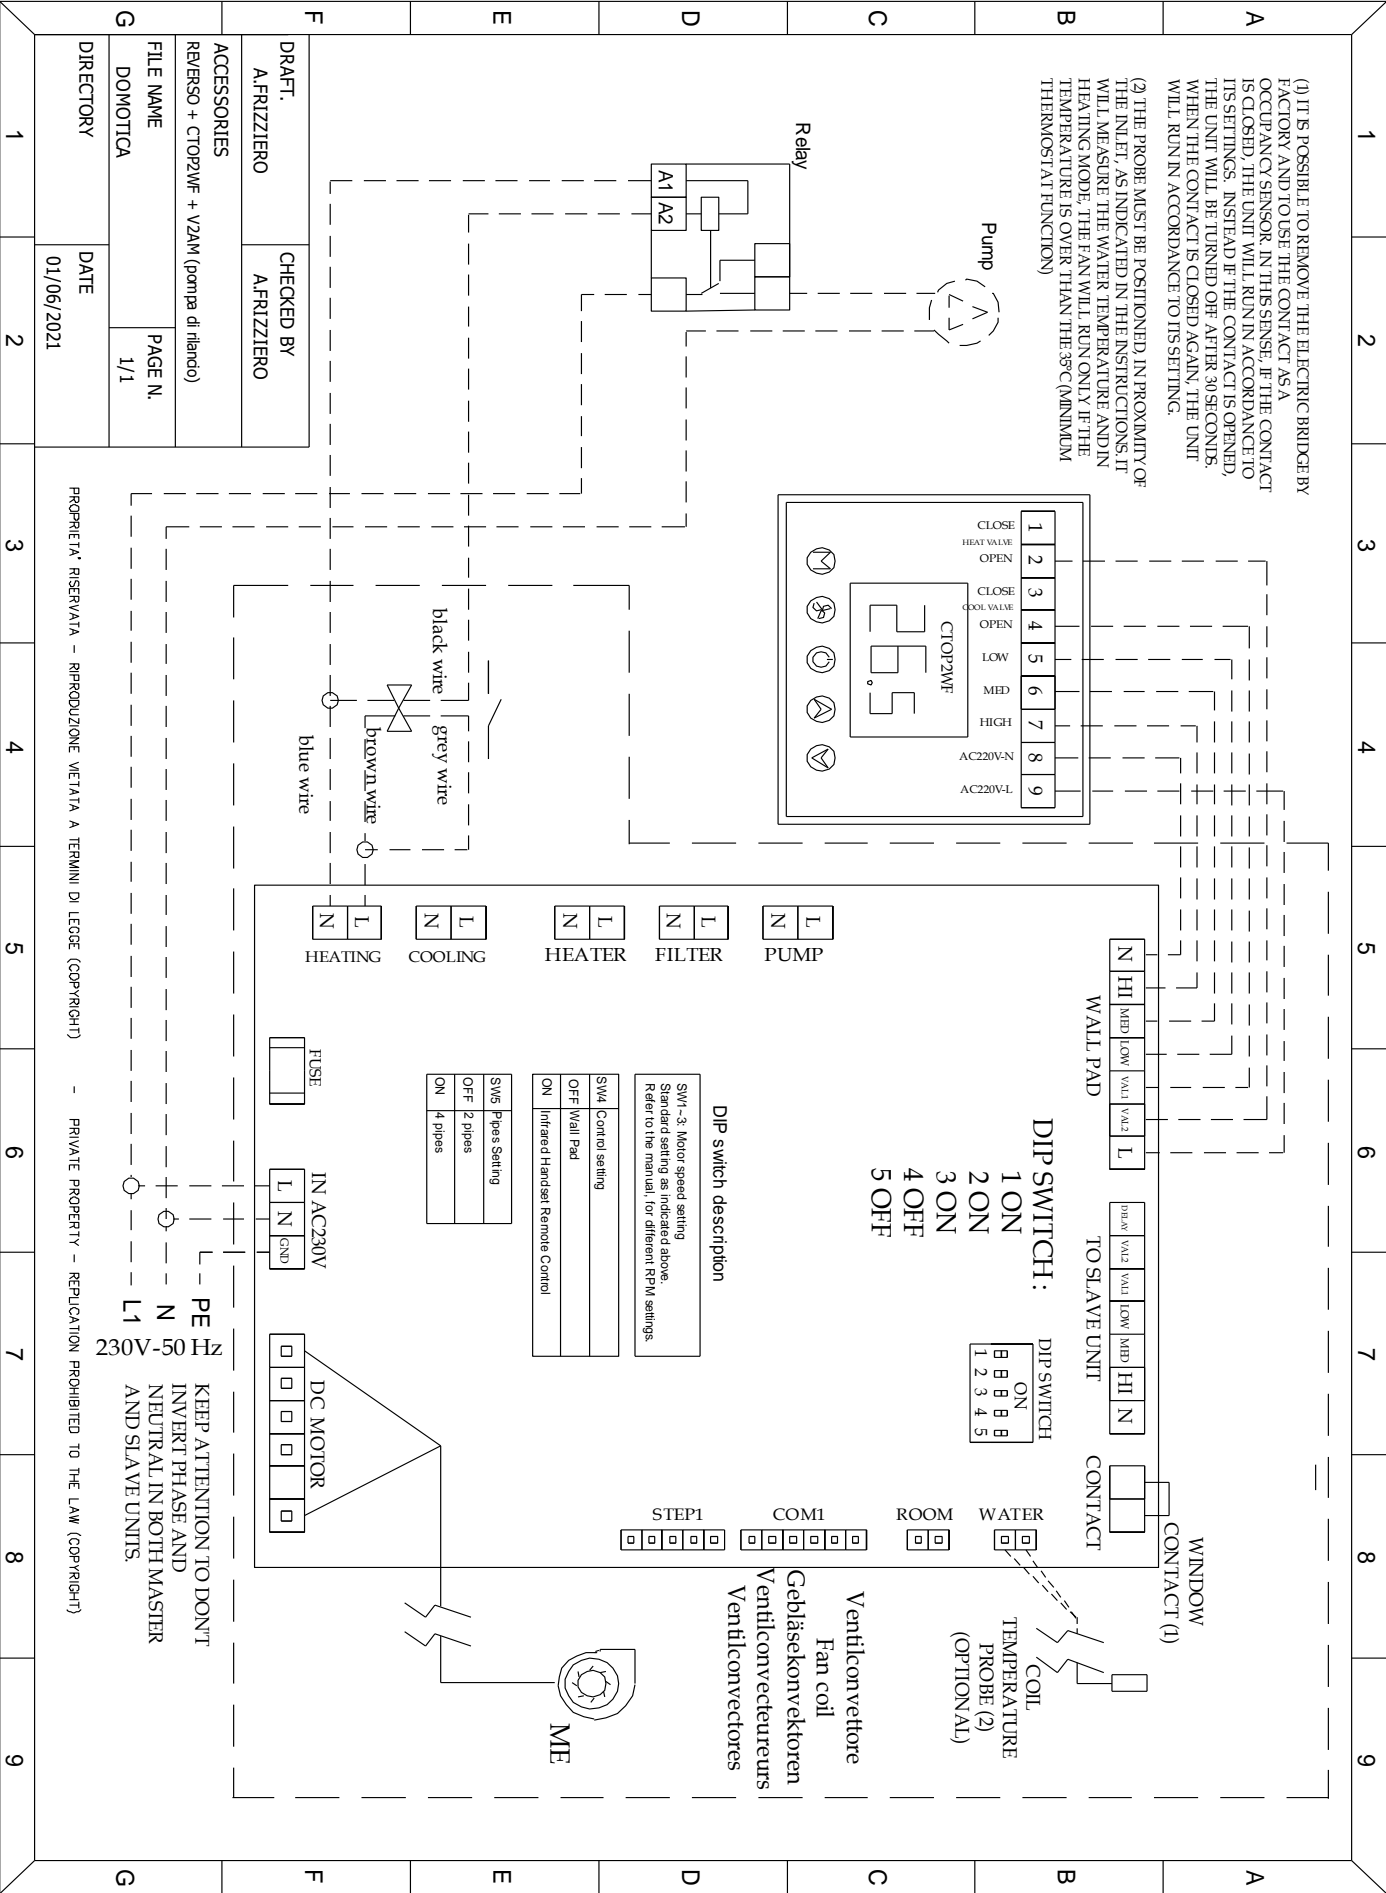 A
B
C
D
E
F
G
1
2
3
4
5
6
7
8
9
(1) IT IS POSSIBLE TO REMOVE THE ELECTRIC BRIDGE BY
FACTORY AND TO USE THE CONTACT AS A
OCCUPANCY SENSOR. IN THIS SENSE, IF THE CONTACT
IS CLOSED, THE UNIT WILL RUN IN ACCORDANCE TO
ITS SETTINGS. INSTEAD IF THE CONTACT IS OPENED,
THE UNIT WILL BE TURNED OFF AFTER 30 SECONDS.
WHEN THE CONTACT IS CLOSED AGAIN, THE UNIT
WILL RUN IN ACCORDANCE TO ITS SETTING.
(2) THE PROBE MUST BE POSITIONED, IN PROXIMITY OF
THE INLET, AS INDICATED IN THE INSTRUCTIONS. IT
WILL MEASURE THE WATER TEMPERATURE AND IN
HEATING MODE, THE FAN WILL RUN ONLY IF THE
TEMPERATURE IS OVER THAN THE 35°C (MINIMUM
THERMOSTAT FUNCTION)
Pump
Relay
A1
A2
1 2 3 4 5 6 7 8 9
CLOSE
HEAT VALVE
OPEN
CLOSE
COOL VALVE
OPEN
LOW
MED
HIGH
AC220V-N
AC220V-L
CTOP2WF
26.5
M
black wire
grey wire
brown wire
blue wire
N HI MED LOW VAL1 VAL2 L
WALL PAD
DELAY VAL2 VAL1 LOW MED HI N
TO SLAVE UNIT
CONTACT
WINDOW
CONTACT (1)
DIP SWITCH :
1 ON
2 ON
3 ON
4 OFF
5 OFF
DIP SWITCH
ON
1 2 3 4 5
L
N
PUMP
L
N
FILTER
L
N
HEATER
L
N
COOLING
L
N
HEATING
DIP switch description
SW1~3: Motor speed setting
Standard setting as indicated above.
Refer to the manual, for different RPM settings.
SW4 Control setting
OFF Wall Pad
ON Infrared Handset Remote Control
SW5 Pipes Setting
OFF 2 pipes
ON 4 pipes
FUSE
IN AC230V
L N GND
DC MOTOR
WATER
ROOM
COM1
STEP1
COIL
TEMPERATURE
PROBE (2)
(OPTIONAL)
Ventilconvettore
Fan coil
Gebläsekonvektoren
Ventilconvecteureurs
Ventilconvectores
ME
PE
N
L1
230V-50 Hz
KEEP ATTENTION TO DON'T
INVERT PHASE AND
NEUTRAL IN BOTH MASTER
AND SLAVE UNITS.
DRAFT.
A.FRIZZIERO
CHECKED BY
A.FRIZZIERO
ACCESSORIES
REVERSO + CTOP2WF + V2AM (pompa di rilancio)
FILE NAME
DOMOTICA
PAGE N.
1/1
DIRECTORY
DATE
01/06/2021
PROPRIETA' RISERVATA - RIPRODUZIONE VIETATA A TERMINI DI LEGGE (COPYRIGHT) - PRIVATE PROPERTY - REPLICATION PROHIBITED TO THE LAW (COPYRIGHT)
1
2
3
4
5
6
7
8
9
A
B
C
D
E
F
G